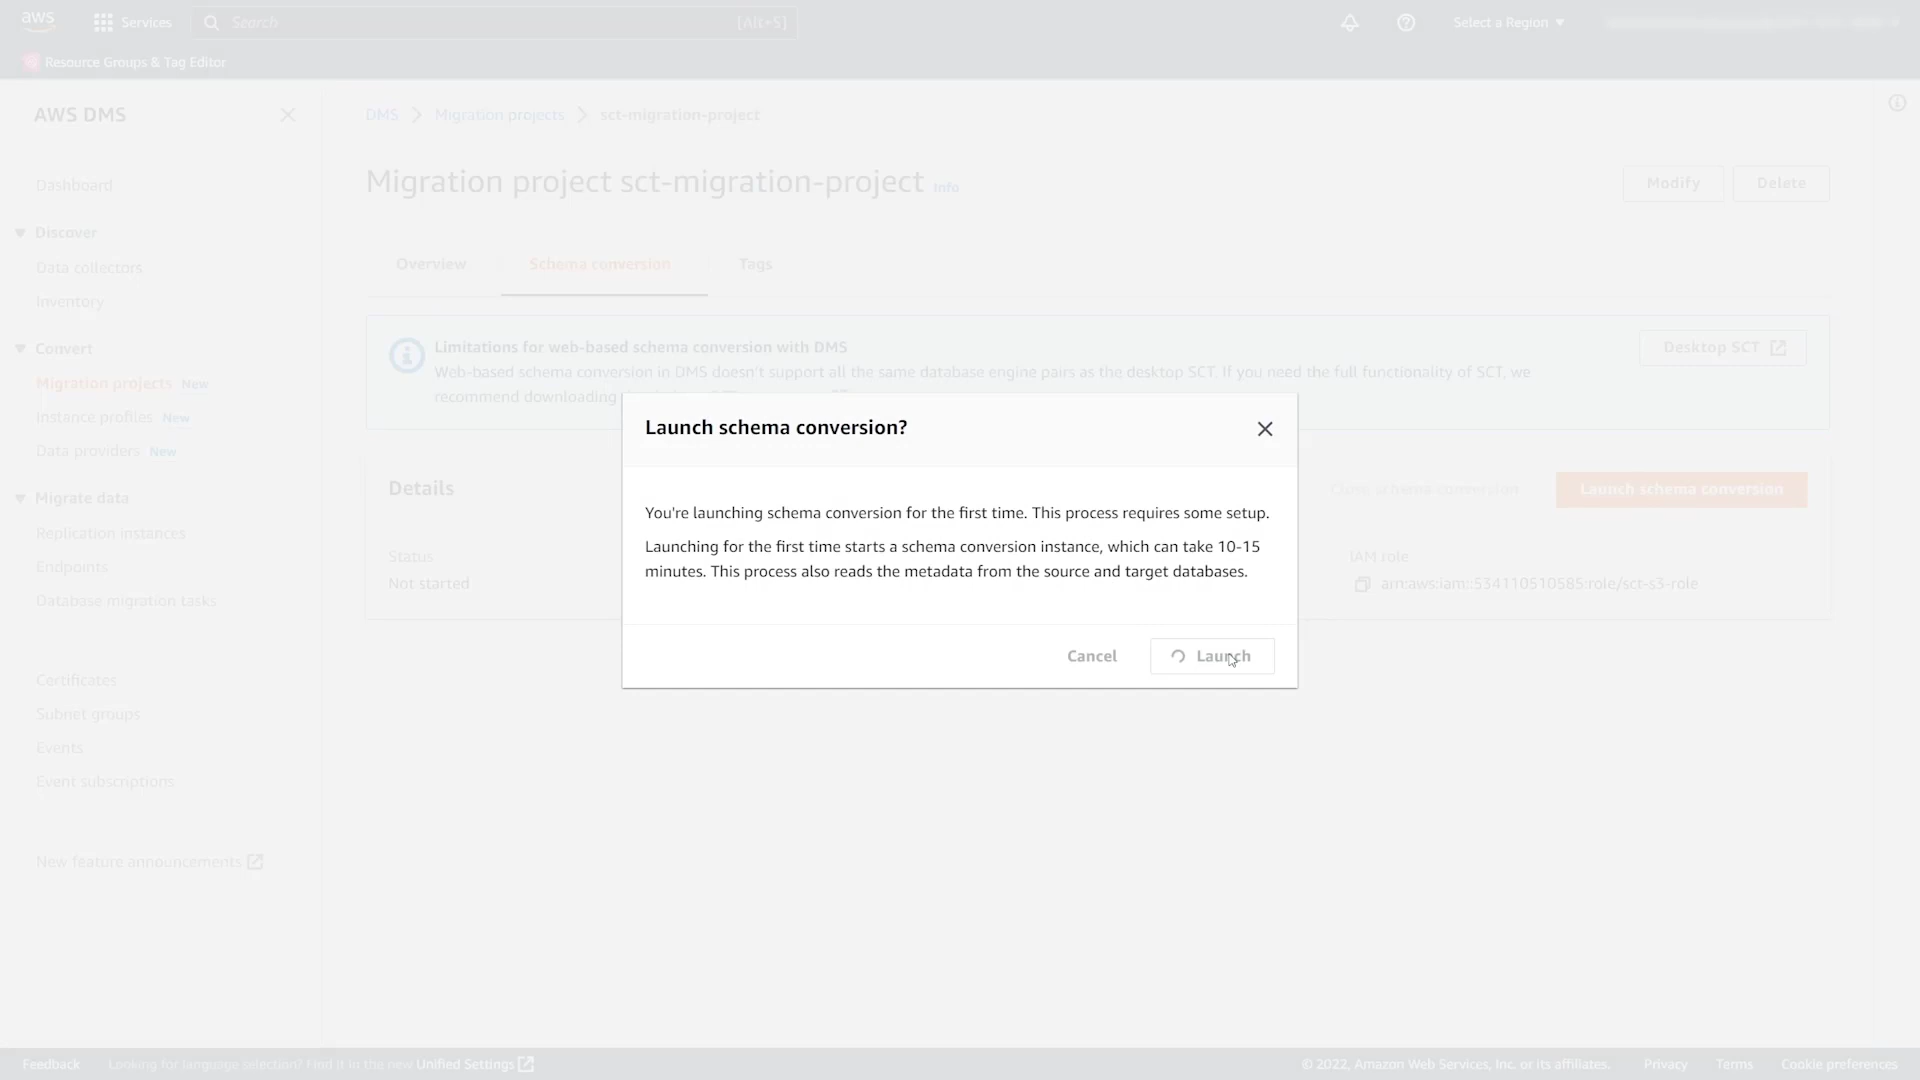 aws
Services
Search
[Alt+S]
Select a Region
Resource Groups & Tag Editor
AWS DMS
Dashboard
Discover
Data collectors
Inventory
Convert
Migration projects New
Instance profiles New
Data providers New
Migrate data
Replication instances
Endpoints
Database migration tasks
Certificates
Subnet groups
Events
Event subscriptions
New feature announcements
DMS > Migration projects > sct-migration-project
Migration project sct-migration-project Info
Modify
Delete
Overview
Schema conversion
Tags
Limitations for web-based schema conversion with DMS
Web-based schema conversion in DMS doesn't support all the same database engine pairs as the desktop SCT. If you need the full functionality of SCT, we
recommend downloading
Desktop SCT
Details
schema conversion
Launch schema conversion
Status
Not started
IAM role
arn:aws:iam::534110510585:role/sct-s3-role
Launch schema conversion?
You're launching schema conversion for the first time. This process requires some setup.
Launching for the first time starts a schema conversion instance, which can take 10-15
minutes. This process also reads the metadata from the source and target databases.
Cancel
Launch
Feedback
Looking for language selection? Find it in the new Unified Settings
© 2022, Amazon Web Services, Inc. or its affiliates.
Privacy
Terms
Cookie preferences